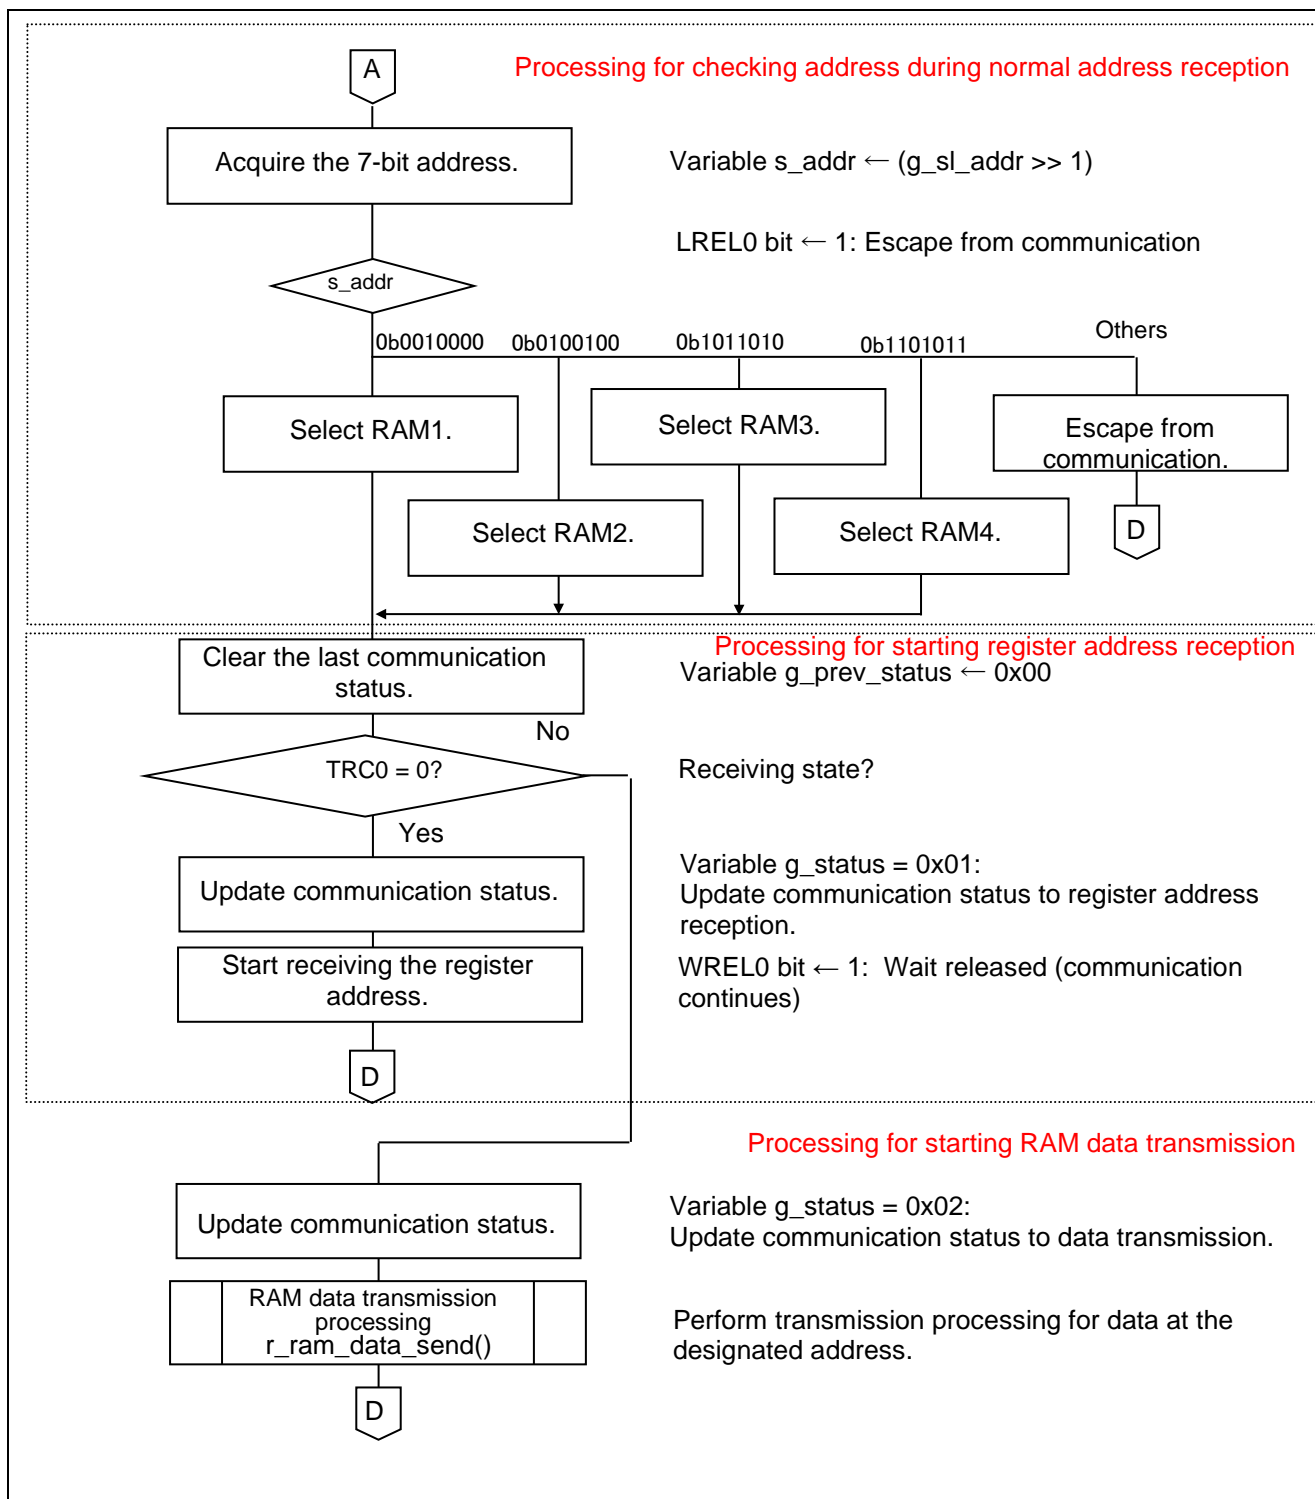 A
Processing for checking address during normal address reception
Acquire the 7-bit address.
Variable s_addr ← (g_sl_addr >> 1)
LREL0 bit ← 1: Escape from communication
s_addr
0b0010000
0b0100100
0b1011010
0b1101011
Others
Select RAM1.
Select RAM3.
Escape from
communication.
Select RAM2.
Select RAM4.
D
Processing for starting register address reception
Clear the last communication
status.
Variable g_prev_status ← 0x00
No
TRC0 = 0?
Receiving state?
Yes
Update communication status.
Variable g_status = 0x01:
Update communication status to register address
reception.
Start receiving the register
address.
WREL0 bit ← 1:  Wait released (communication
continues)
D
Processing for starting RAM data transmission
Update communication status.
Variable g_status = 0x02:
Update communication status to data transmission.
RAM data transmission
processing
r_ram_data_send()
Perform transmission processing for data at the
designated address.
D